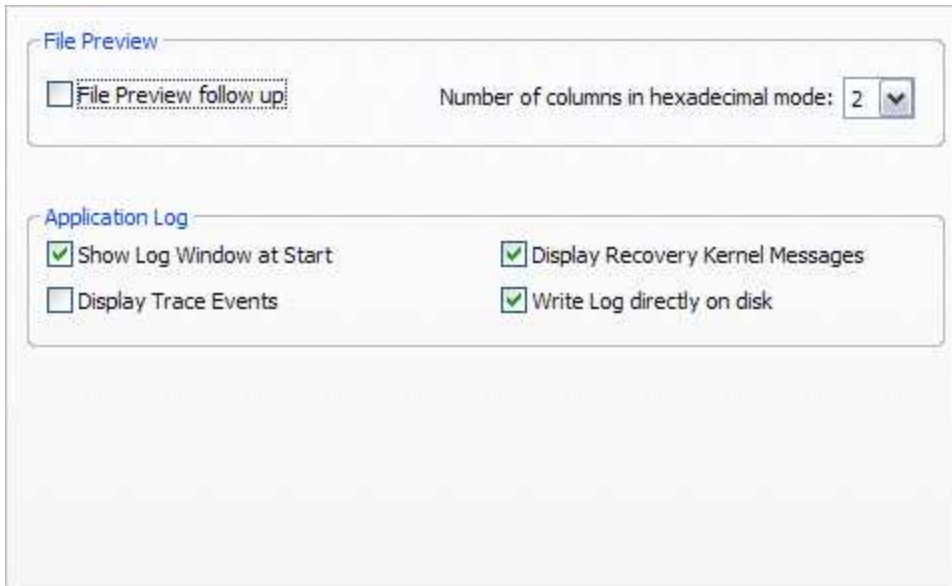 File Preview
File Preview follow up
Number of columns in hexadecimal mode: 2
Application Log
Show Log Window at Start
Display Recovery Kernel Messages
Display Trace Events
Write Log directly on disk